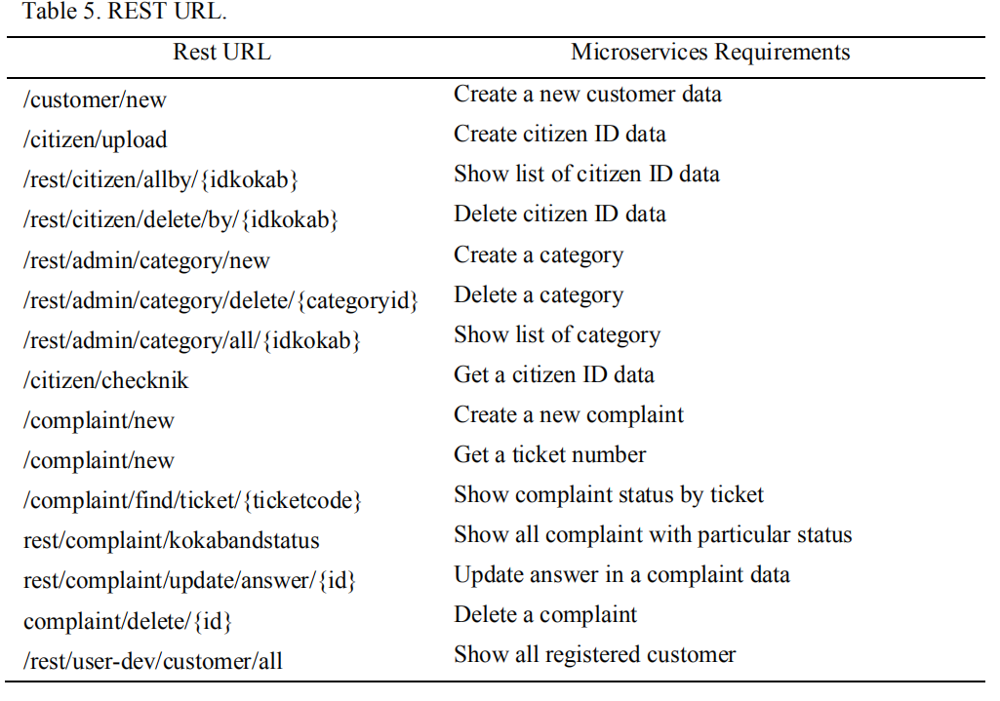 Table 5. REST URL.
Rest URL Microservices Requirements
/customer/new Create a new customer data
/citizen/upload Create citizen ID data
/rest/citizen/allby/{idkokab} Show list of citizen ID data
/rest/citizen/delete/by/{idkokab} Delete citizen ID data
/rest/admin/category/new Create a category
/rest/admin/category/delete/{categoryid} Delete a category
/rest/admin/category/all/{idkokab} Show list of category
/citizen/checknik Get a citizen ID data
/complaint/new Create a new complaint
/complaint/new Get a ticket number
/complaint/find/ticket/{ticketcode} Show complaint status by ticket
rest/complaint/kokabandstatus Show all complaint with particular status
rest/complaint/update/answer/{id} Update answer in a complaint data
complaint/delete/{id} Delete a complaint
/rest/user-dev/customer/all Show all registered customer